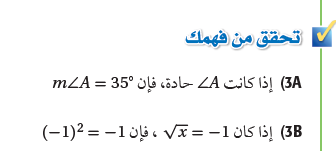 تحقق من فهمك
(3A إذا كانت ∠A حادة، فإن m∠A = 35°
(3B إذا كان √x = −1 ، فإن (−1)² = −1